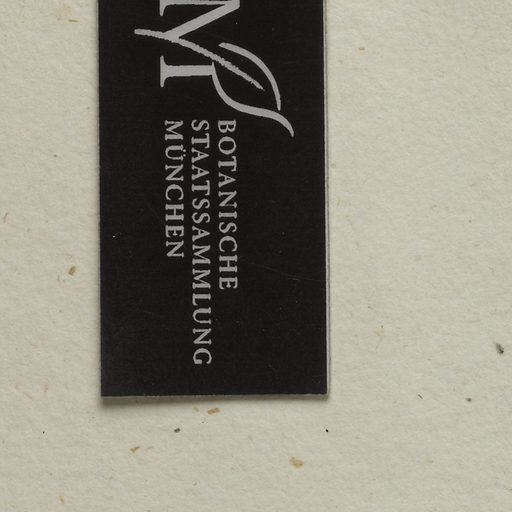 M
BOTANISCHE
STAATSSAMMLUNG
MÜNCHEN